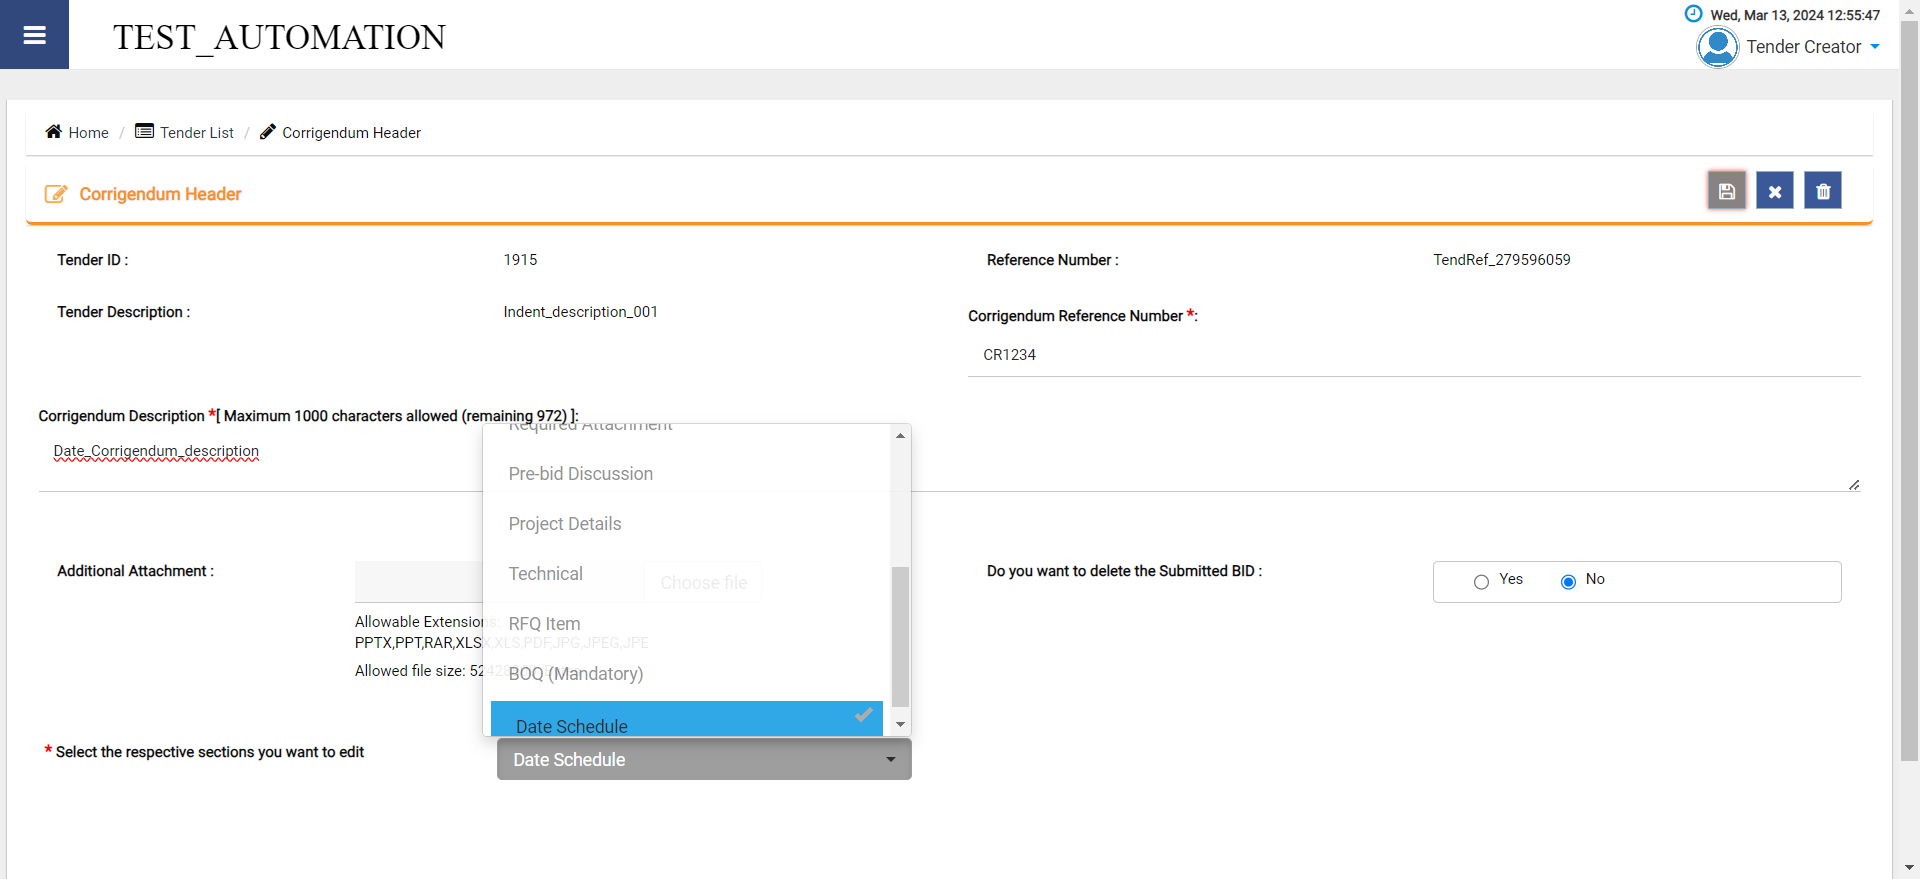 TEST_AUTOMATION
Wed, Mar 13, 2024 12:55:47
Tender Creator
Home / Tender List / Corrigendum Header
Corrigendum Header
Tender ID :
1915
Reference Number :
TendRef_279596059
Tender Description :
Indent_description_001
Corrigendum Reference Number *:
CR1234
Corrigendum Description *[ Maximum 1000 characters allowed (remaining 972) ]:
Date_Corrigendum_description
Required Attachment
Pre-bid Discussion
Project Details
Technical
RFQ Item
BOQ (Mandatory)
Date Schedule
Additional Attachment :
Choose file
Allowable Extensions:
PPTX,PPT,RAR,XLSX,XLS,PDF,JPG,JPEG,JPE
Allowed file size:
Do you want to delete the Submitted BID :
Yes
No
* Select the respective sections you want to edit
Date Schedule